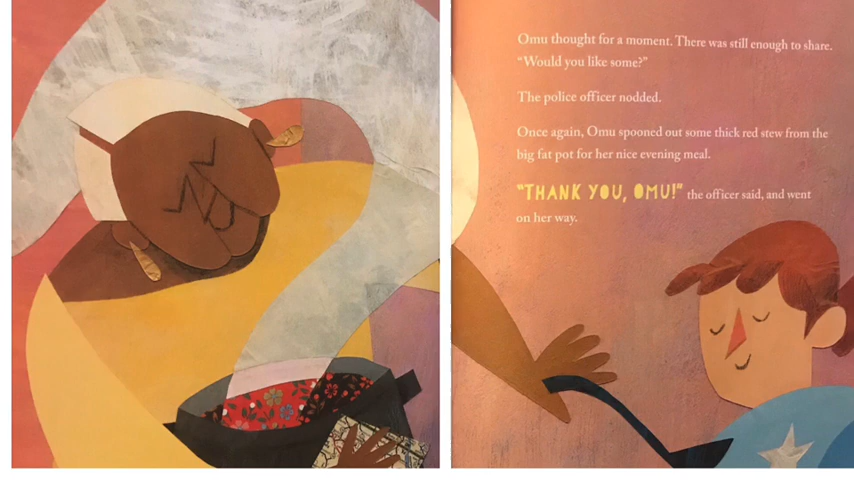 Omu thought for a moment. There was still enough to share.
“Would you like some?”
The police officer nodded.
Once again, Omu spooned out some thick red stew from the
big fat pot for her nice evening meal.
“THANK YOU, OMU!” the officer said, and went
on her way.